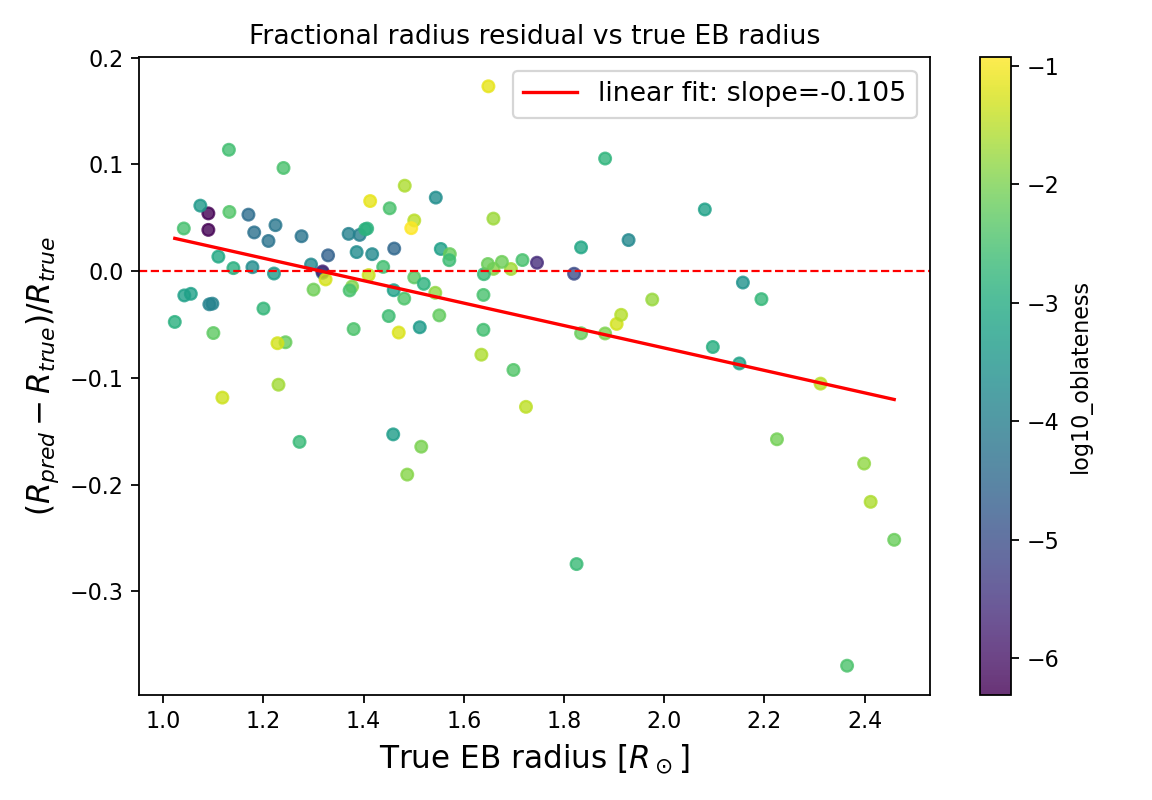 Fractional radius residual vs true EB radius
linear fit: slope=-0.105
(R_pred − R_true)/R_true
0.2
0.1
0.0
−0.1
−0.2
−0.3
1.0 1.2 1.4 1.6 1.8 2.0 2.2 2.4
True EB radius [R_⊙]
−1
−2
−3
−4
−5
−6
log10_oblateness